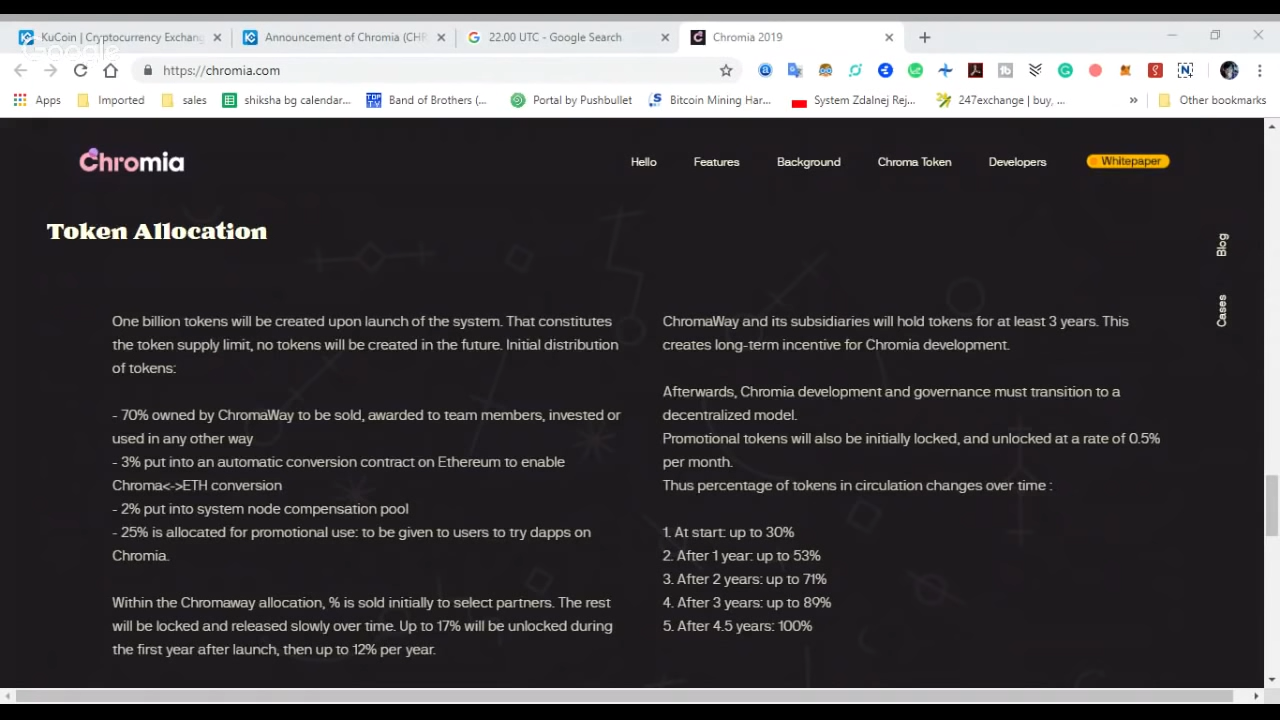 KuCoin | Cryptocurrency Exchang
Announcement of Chromia (CHR
22.00 UTC - Google Search
Chromia 2019
https://chromia.com
Apps
Imported
sales
shiksha bg calendar...
Band of Brothers (...
Portal by Pushbullet
Bitcoin Mining Har...
System Zdalnej Rej...
247exchange | buy, ...
»
Other bookmarks
Chromia
Hello
Features
Background
Chroma Token
Developers
Whitepaper
Token Allocation
Blog
Cases
One billion tokens will be created upon launch of the system. That constitutes
the token supply limit, no tokens will be created in the future. Initial distribution
of tokens:
- 70% owned by ChromaWay to be sold, awarded to team members, invested or
used in any other way
- 3% put into an automatic conversion contract on Ethereum to enable
Chroma<->ETH conversion
- 2% put into system node compensation pool
- 25% is allocated for promotional use: to be given to users to try dapps on
Chromia.
Within the Chromaway allocation, % is sold initially to select partners. The rest
will be locked and released slowly over time. Up to 17% will be unlocked during
the first year after launch, then up to 12% per year.
ChromaWay and its subsidiaries will hold tokens for at least 3 years. This
creates long-term incentive for Chromia development.
Afterwards, Chromia development and governance must transition to a
decentralized model.
Promotional tokens will also be initially locked, and unlocked at a rate of 0.5%
per month.
Thus percentage of tokens in circulation changes over time :
1. At start: up to 30%
2. After 1 year: up to 53%
3. After 2 years: up to 71%
4. After 3 years: up to 89%
5. After 4.5 years: 100%